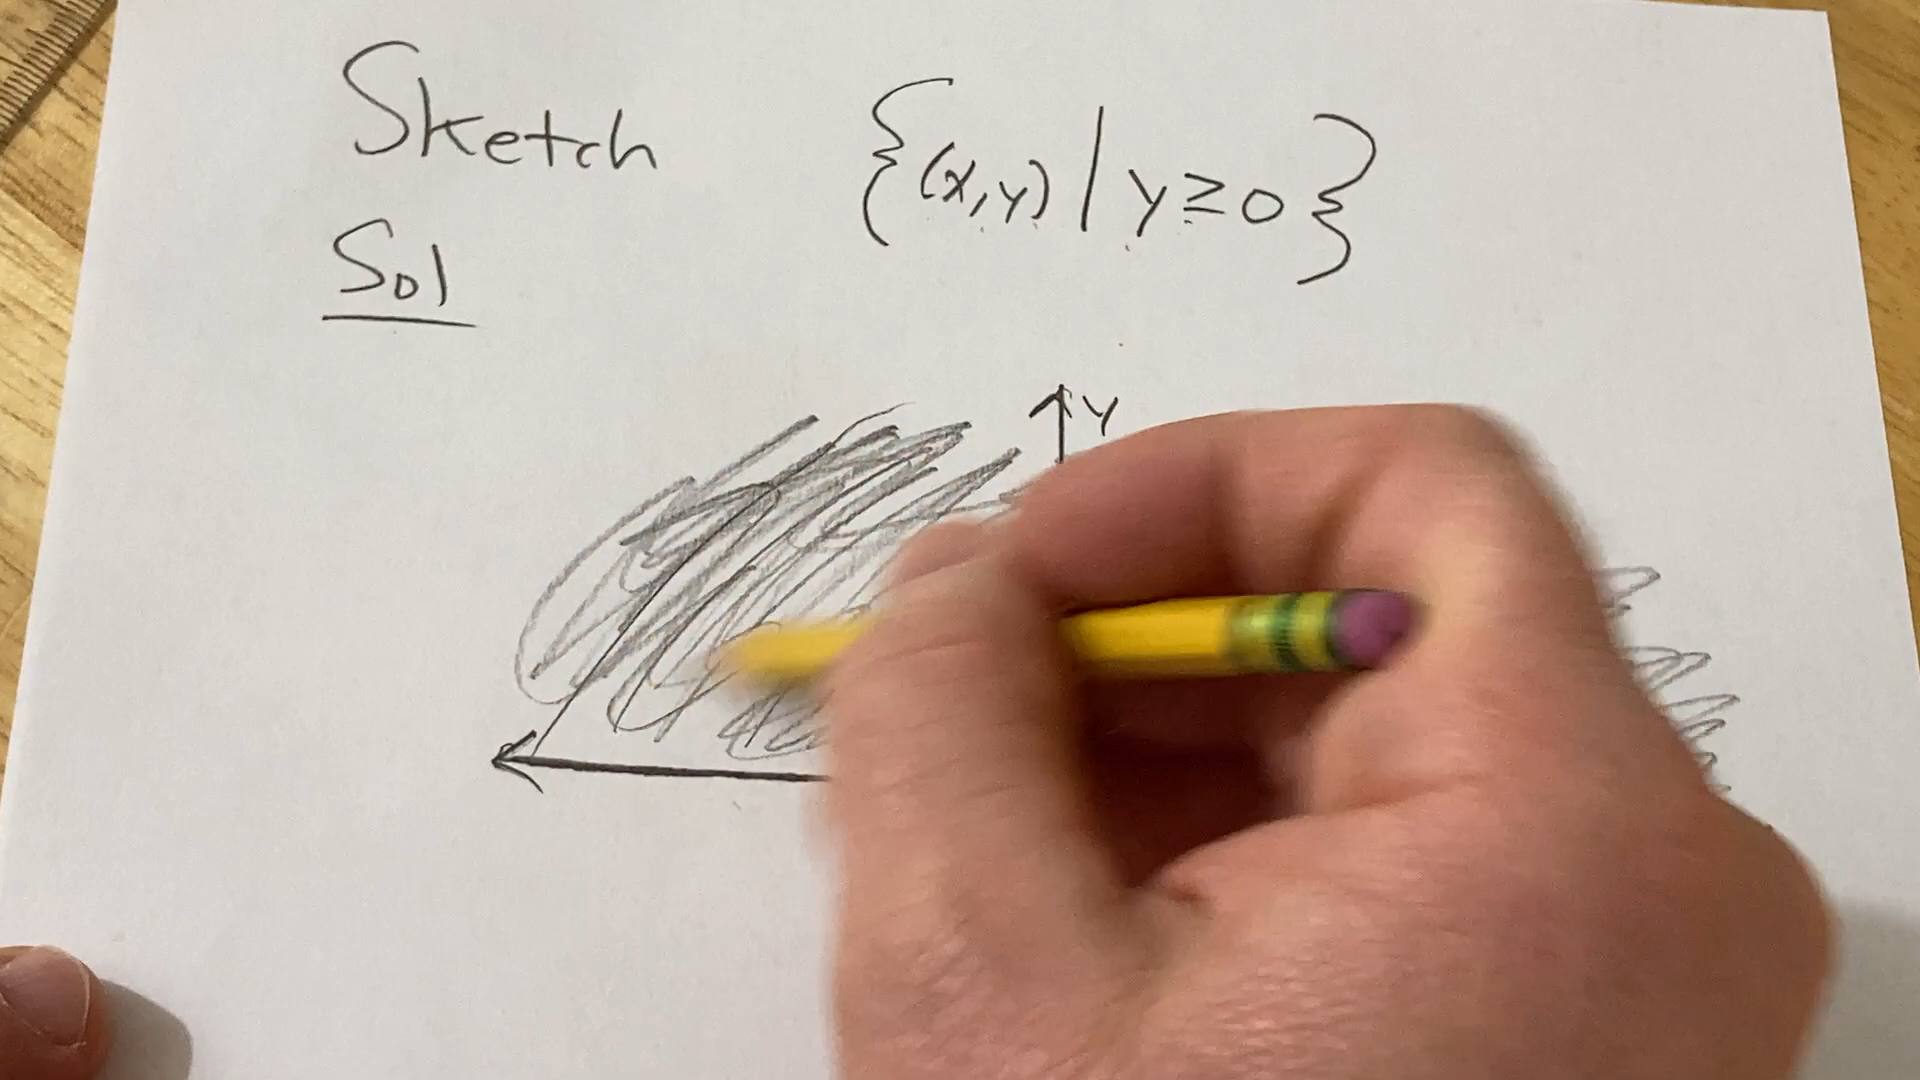 Sketch {(x,y) | y ≥ 0}
Sol
Y